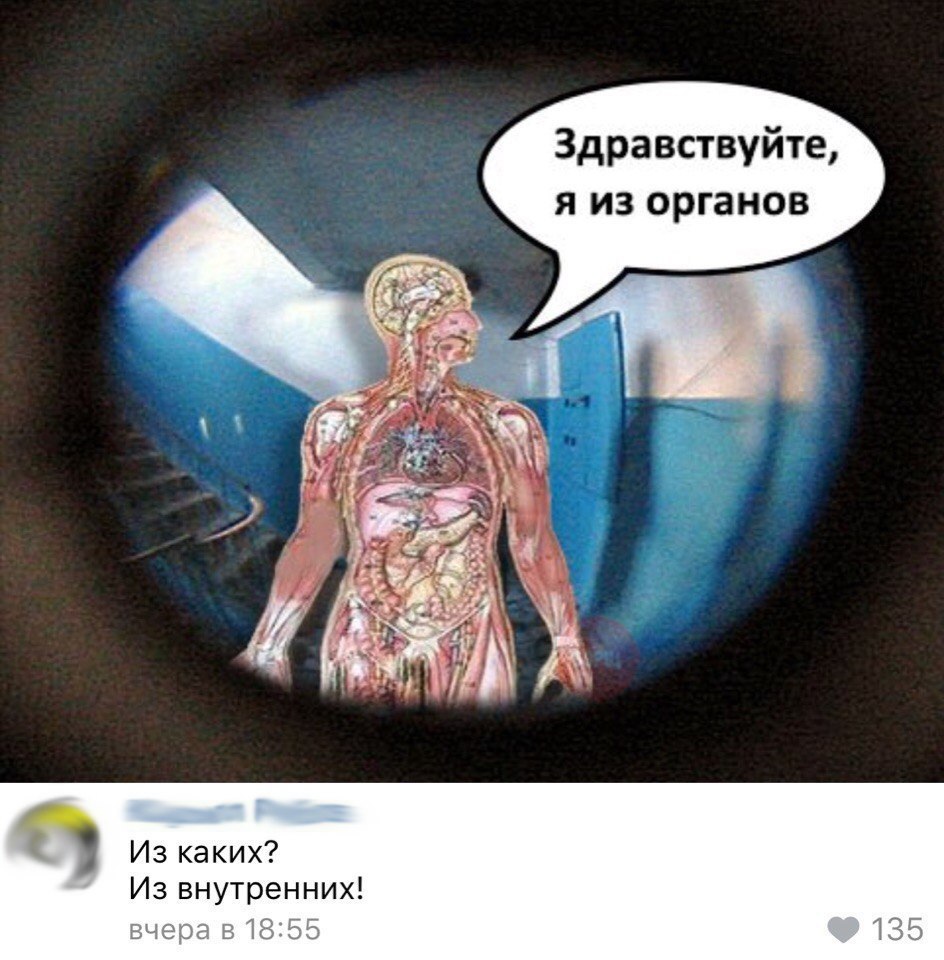 Здравствуйте,
я из органов
Из каких?
Из внутренних!
вчера в 18:55
135